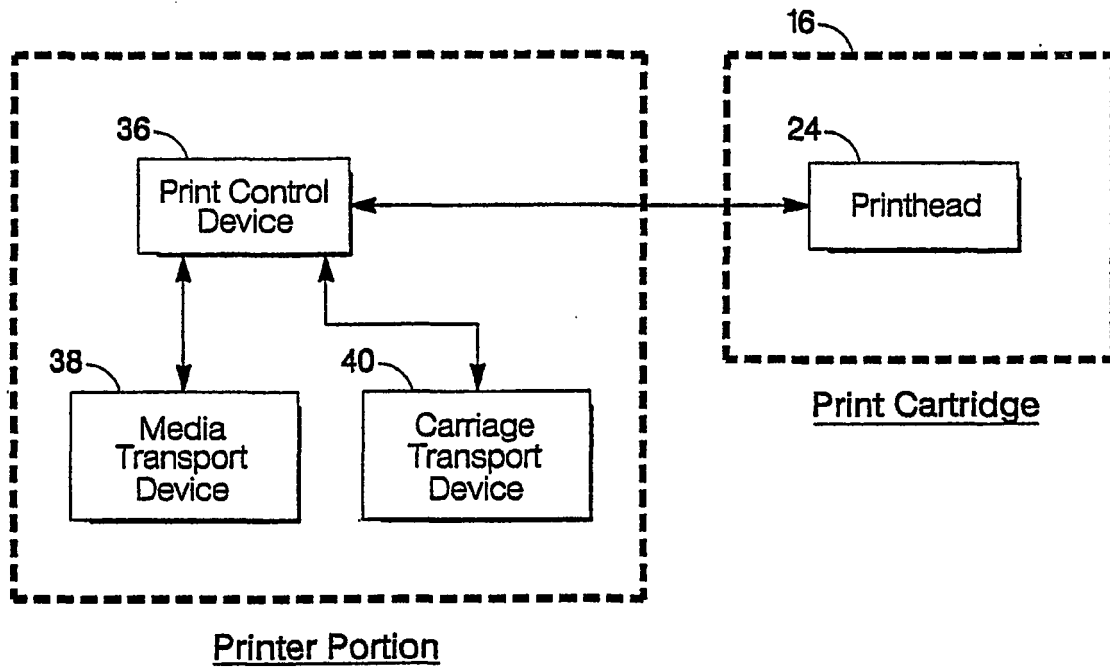 16
36
Print Control
Device
24
Printhead
38
Media
Transport
Device
40
Carriage
Transport
Device
Print Cartridge
Printer Portion